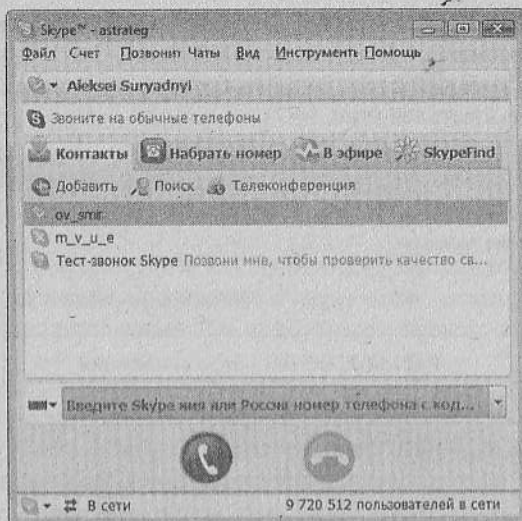 Skype™ - astrateg
Файл Счет Позвонит Чаты Вид Инструменть Помощь
Aleksei Suryadnyi
Звоните на обычные телефоны
Контакты Набрать номер В эфире SkypeFind
Добавить Поиск Телеконференция
ov_smir
m_v_u_e
Тест-звонок Skype Позвони мне, чтобы проверить качество св...
Введите Skype имя или Россия номер телефона с код...
В сети 9 720 512 пользователей в сети